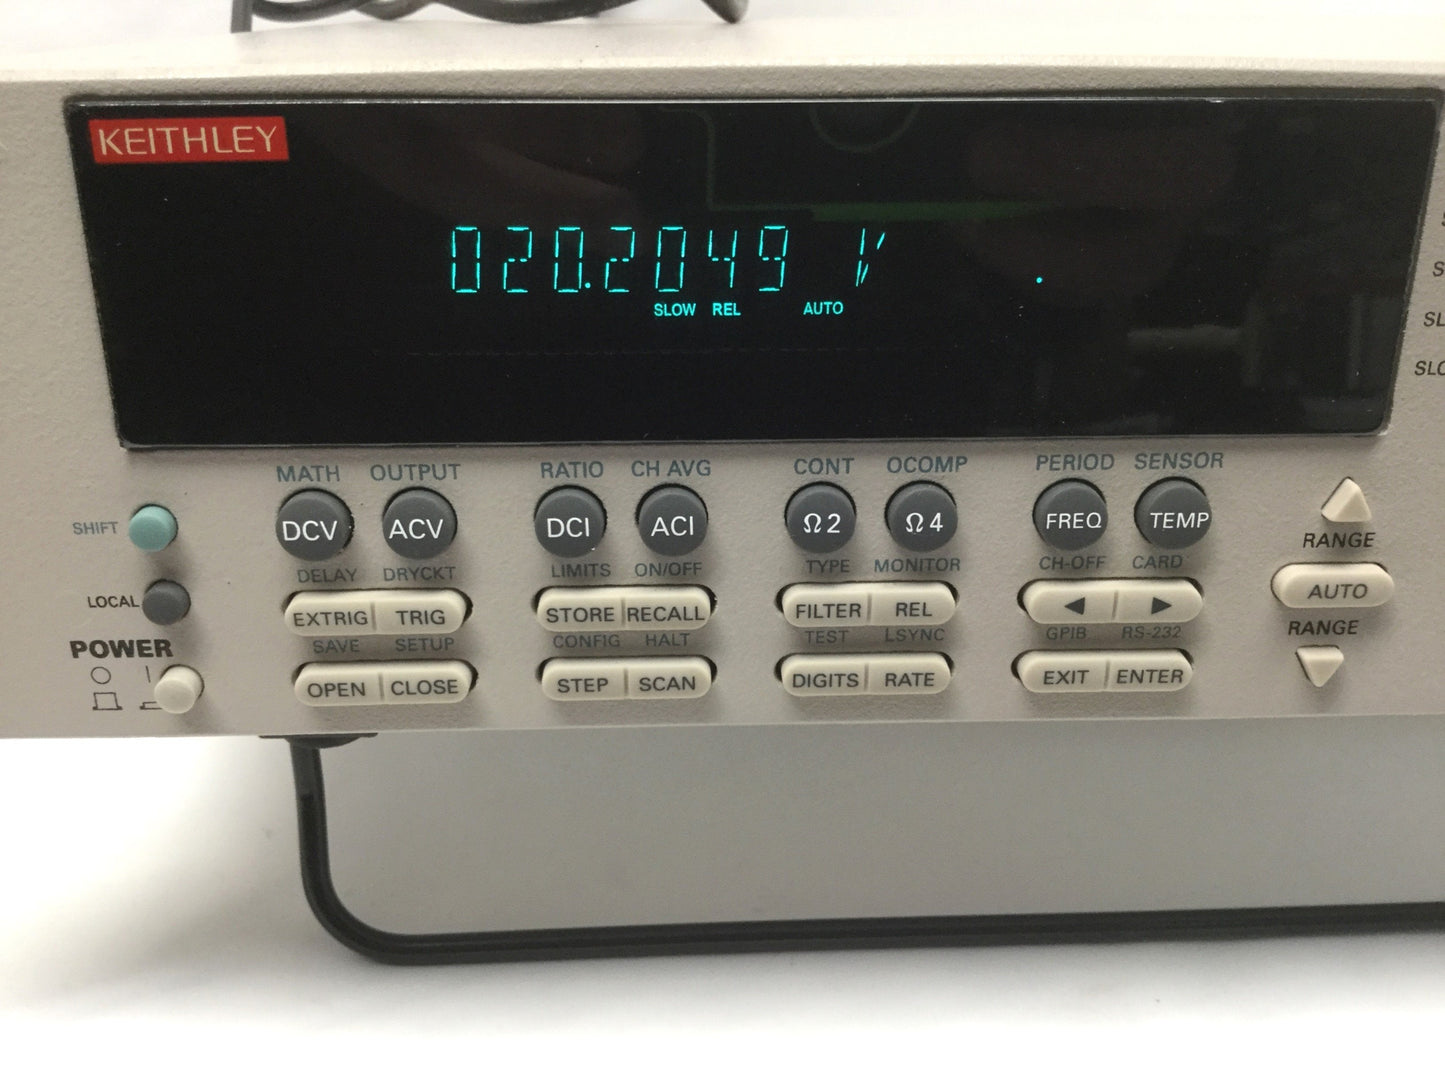 KEITHLEY
020.2049 V .
SLOW REL AUTO
MATH OUTPUT RATIO CH AVG CONT OCOMP PERIOD SENSOR
SHIFT DCV ACV DCI ACI Ω2 Ω4 FREQ TEMP
RANGE
DELAY DRYCKT LIMITS ON/OFF TYPE MONITOR CH-OFF CARD
LOCAL EXTRIG TRIG STORE RECALL FILTER REL ◄ ► AUTO
POWER SAVE SETUP CONFIG HALT TEST LSYNC GPIB RS-232 RANGE
OPEN CLOSE STEP SCAN DIGITS RATE EXIT ENTER